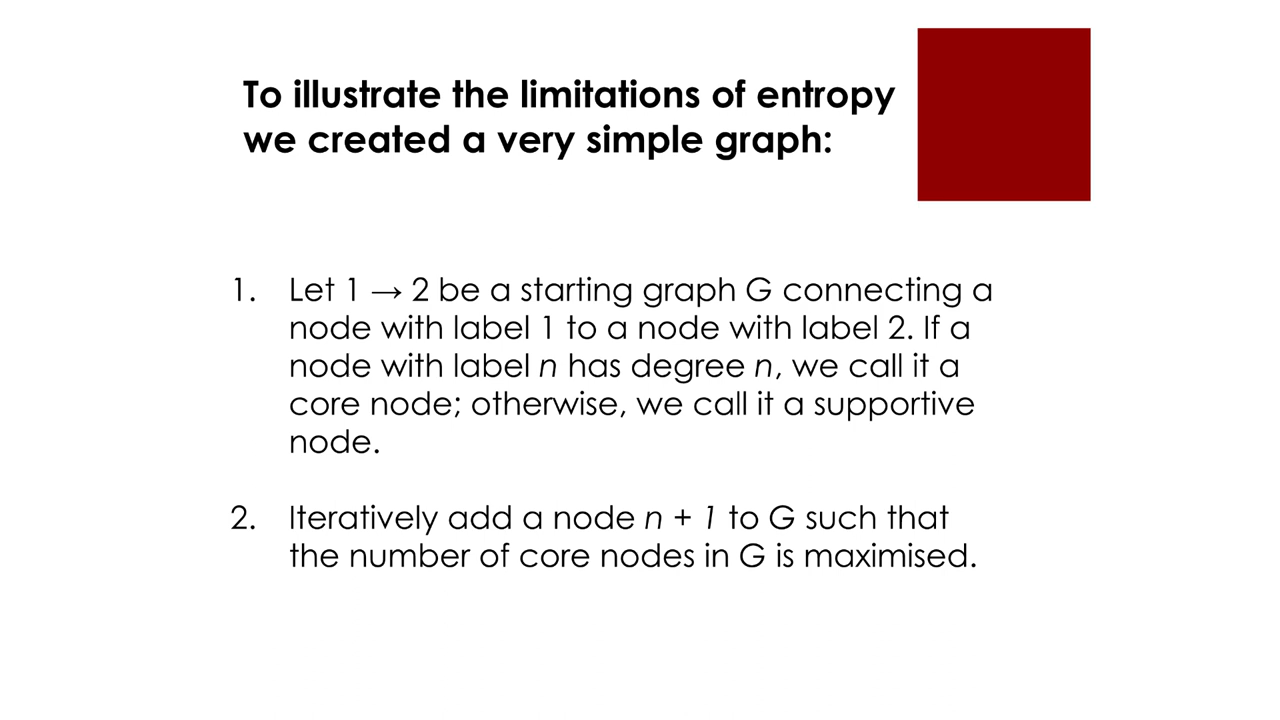 To illustrate the limitations of entropy
we created a very simple graph:
1. Let 1 → 2 be a starting graph G connecting a
node with label 1 to a node with label 2. If a
node with label n has degree n, we call it a
core node; otherwise, we call it a supportive
node.
2. Iteratively add a node n + 1 to G such that
the number of core nodes in G is maximised.